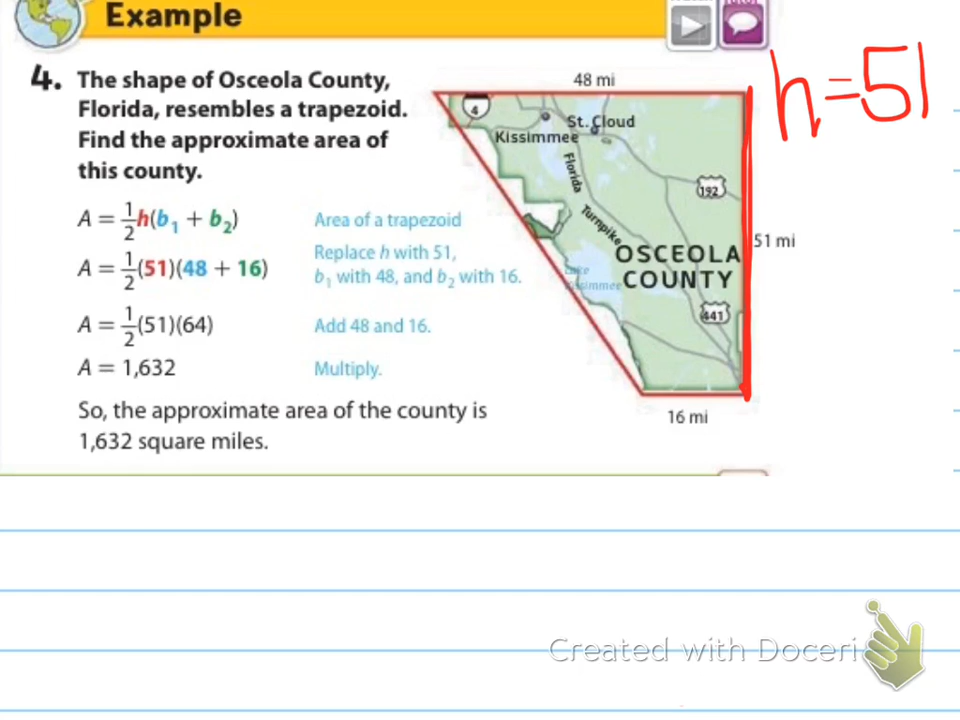 Example
4. The shape of Osceola County,
Florida, resembles a trapezoid.
Find the approximate area of
this county.
A = 1/2 h(b₁ + b₂) Area of a trapezoid
A = 1/2 (51)(48 + 16) Replace h with 51,
b₁ with 48, and b₂ with 16.
A = 1/2 (51)(64) Add 48 and 16.
A = 1,632 Multiply.
So, the approximate area of the county is
1,632 square miles.
48 mi
h=51
4
St. Cloud
Kissimmee
Florida
Turnpike
192
51 mi
OSCEOLA
COUNTY
Lake
Kissimmee
441
16 mi
Created with Doceri